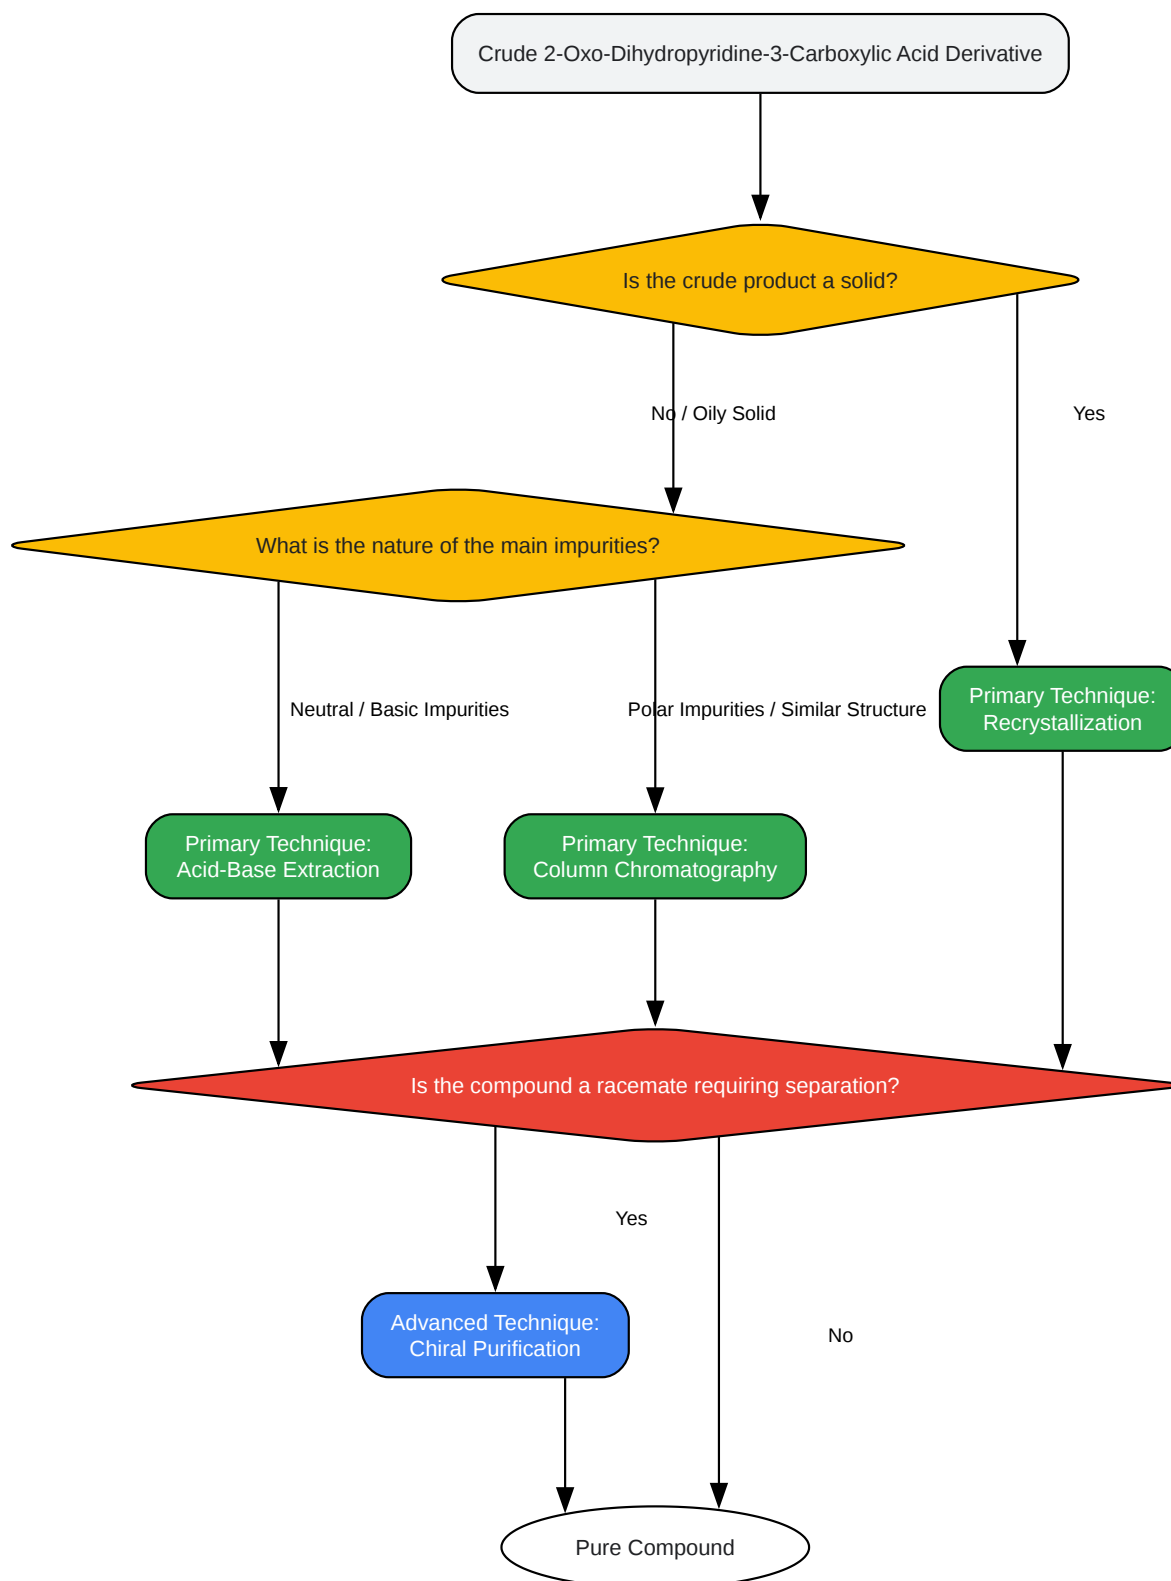 Crude 2-Oxo-Dihydropyridine-3-Carboxylic Acid Derivative
Is the crude product a solid?
No / Oily Solid
Yes
What is the nature of the main impurities?
Neutral / Basic Impurities
Polar Impurities / Similar Structure
Primary Technique:
Recrystallization
Primary Technique:
Acid-Base Extraction
Primary Technique:
Column Chromatography
Is the compound a racemate requiring separation?
Yes
Advanced Technique:
Chiral Purification
No
Pure Compound